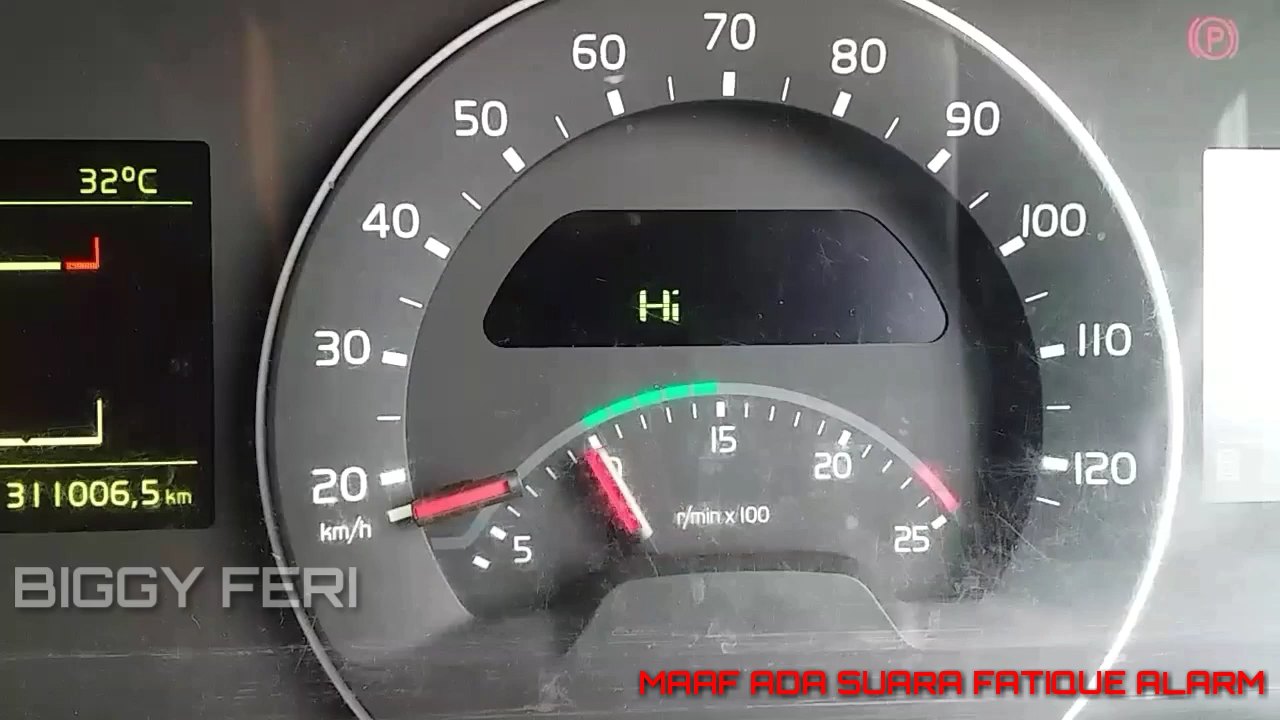 70
60
80
50
90
32°C
40
100
Hi
30
110
15
20
20
120
311006,5 km
km/h
r/min x 100
5
25
P
BIGGY FERI
MAAF ADA SUARA FATIQUE ALARM